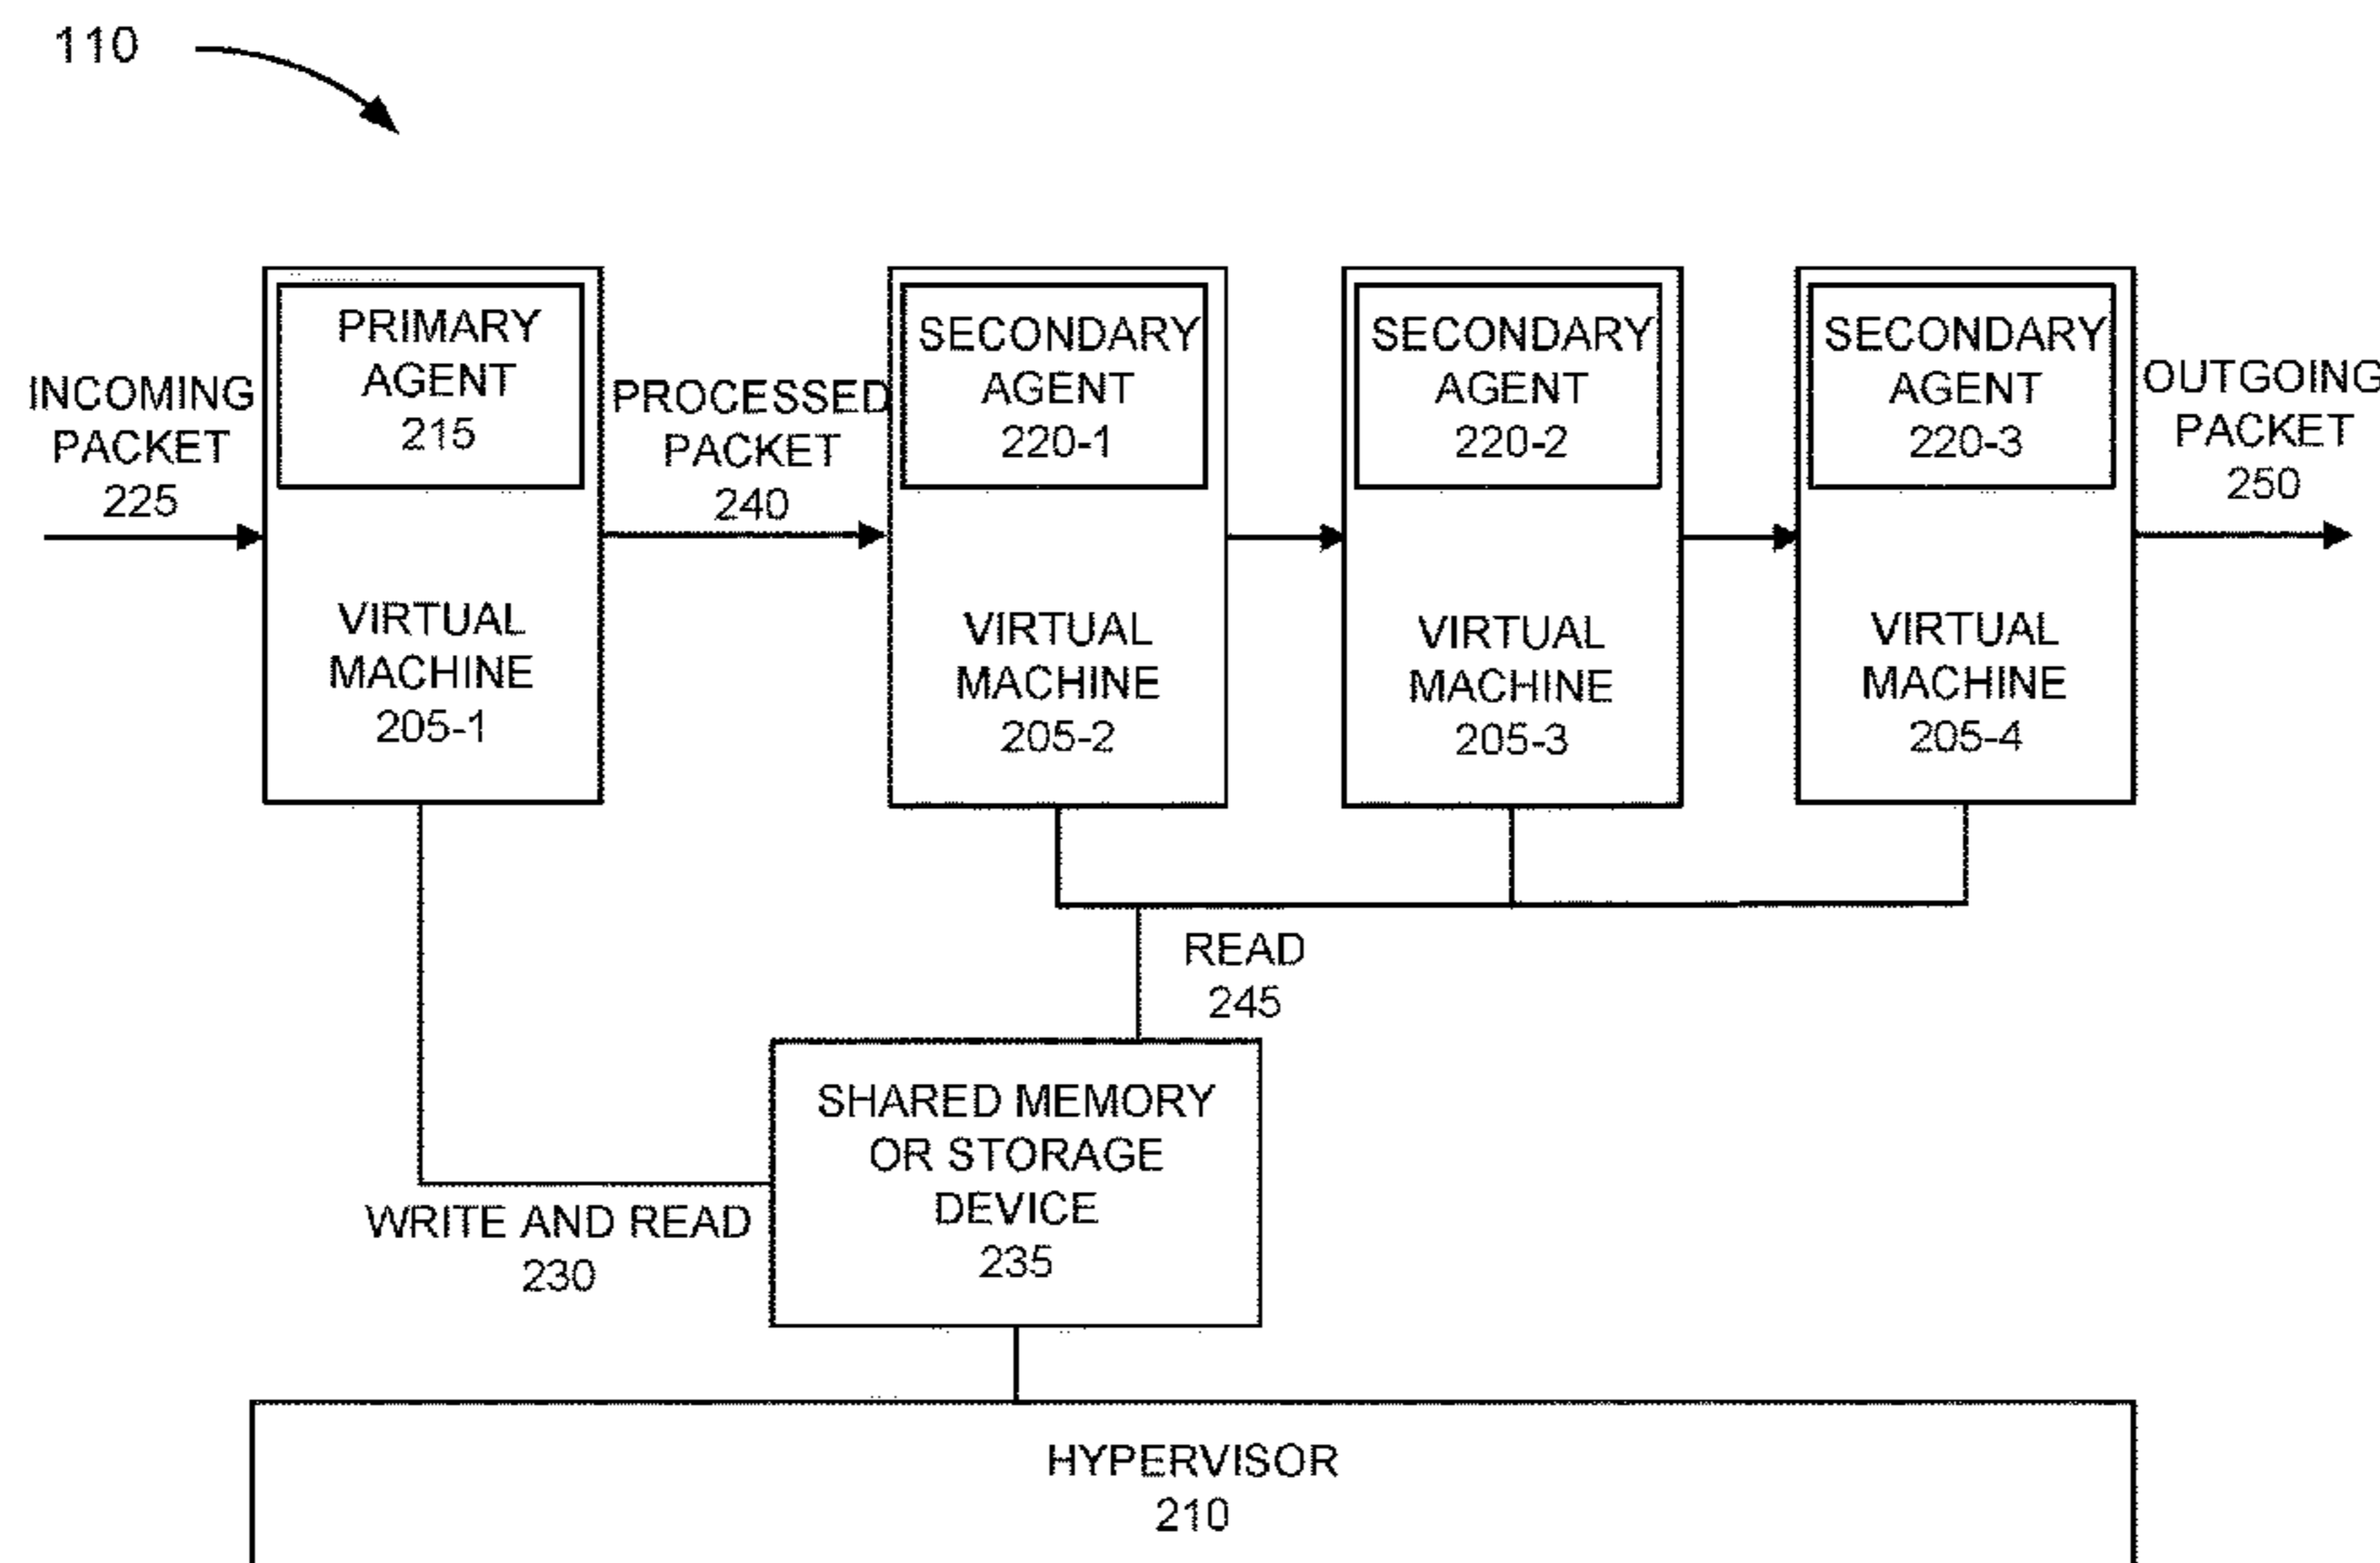 110
INCOMING
PACKET
225
PRIMARY
AGENT
215
VIRTUAL
MACHINE
205-1
PROCESSED
PACKET
240
SECONDARY
AGENT
220-1
VIRTUAL
MACHINE
205-2
SECONDARY
AGENT
220-2
VIRTUAL
MACHINE
205-3
SECONDARY
AGENT
220-3
VIRTUAL
MACHINE
205-4
OUTGOING
PACKET
250
READ
245
WRITE AND READ
230
SHARED MEMORY
OR STORAGE
DEVICE
235
HYPERVISOR
210